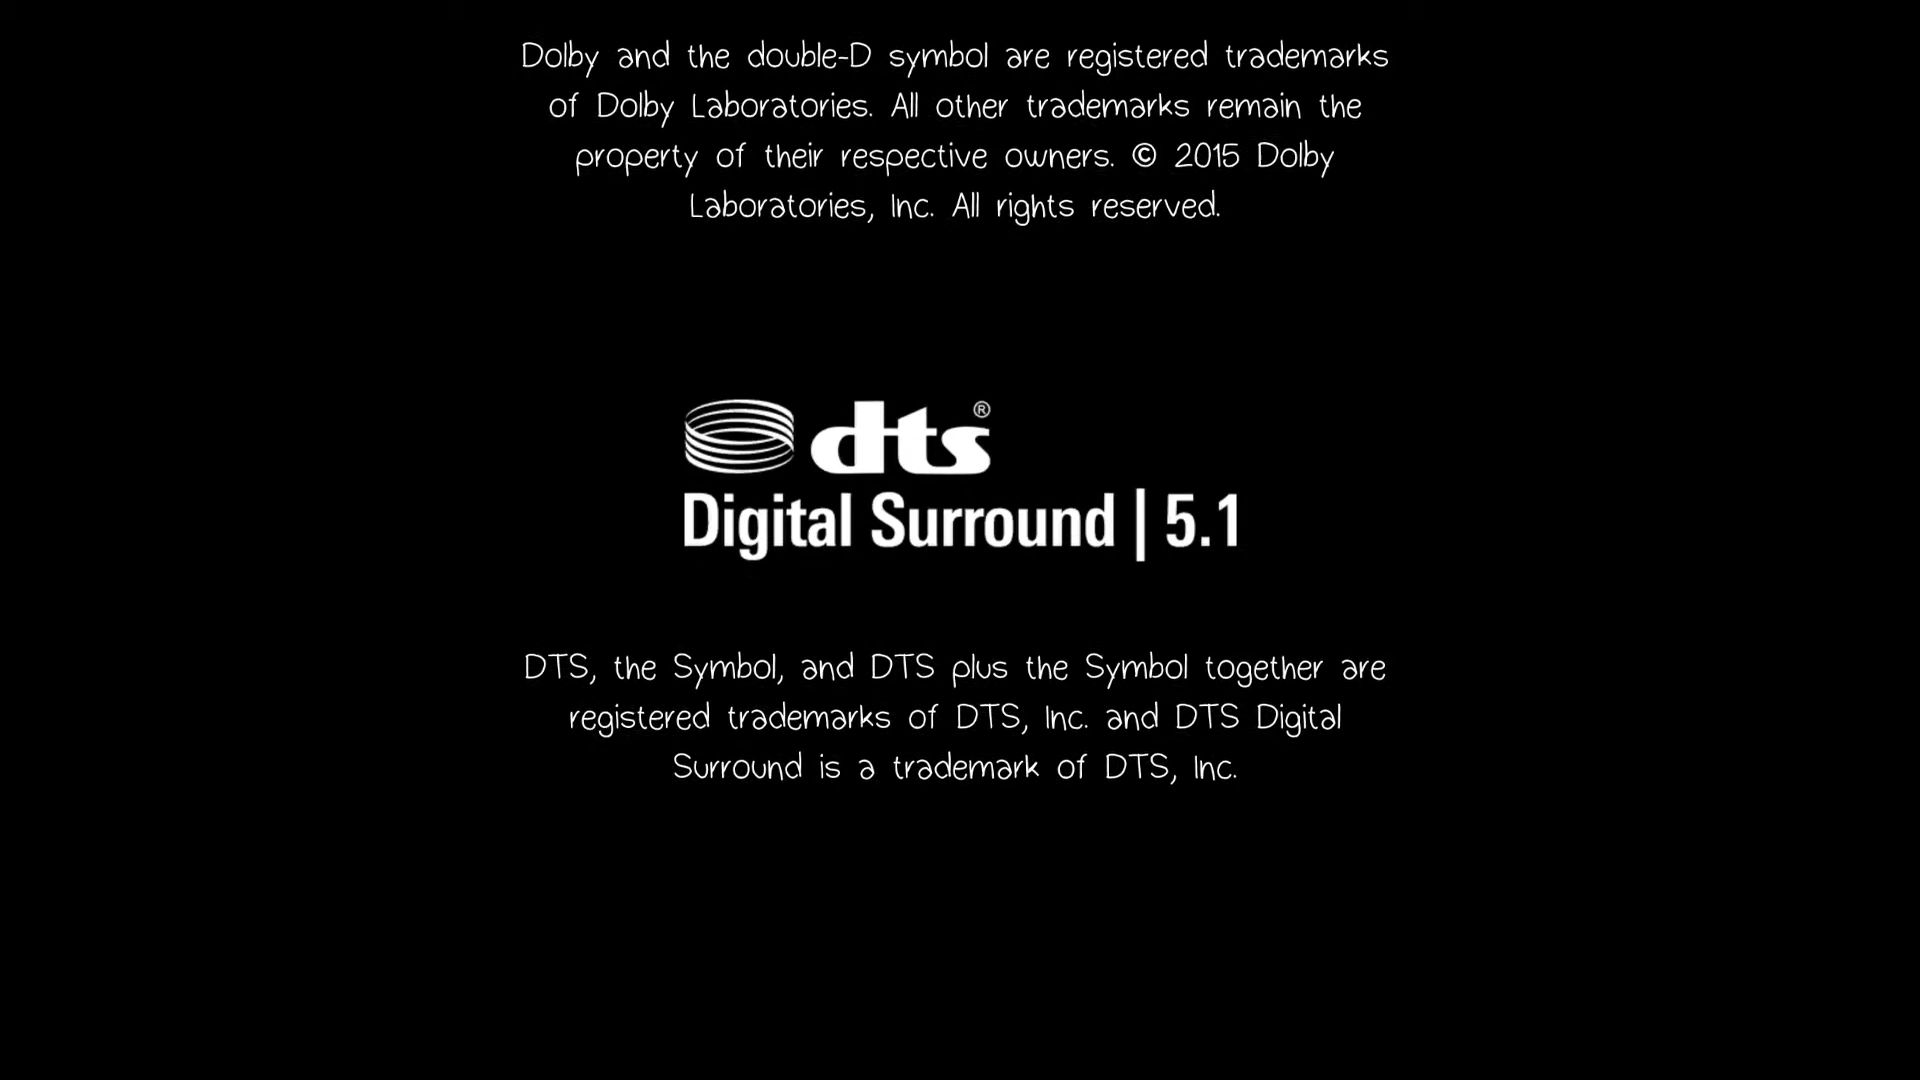 Dolby and the double-D symbol are registered trademarks
of Dolby Laboratories. All other trademarks remain the
property of their respective owners. © 2015 Dolby
Laboratories, Inc. All rights reserved.
dts®
Digital Surround | 5.1
DTS, the Symbol, and DTS plus the Symbol together are
registered trademarks of DTS, Inc. and DTS Digital
Surround is a trademark of DTS, Inc.